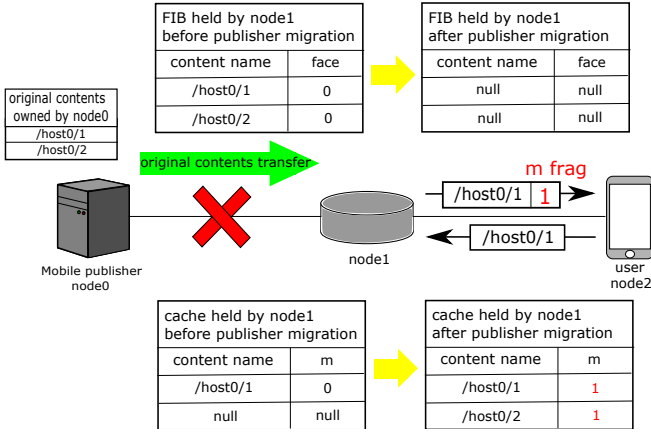 FIB held by node1
before publisher migration
content name face
/host0/1 0
/host0/2 0
FIB held by node1
after publisher migration
content name face
null null
null null
original contents
owned by node0
/host0/1
/host0/2
original contents transfer
m frag
/host0/1 1
/host0/1
Mobile publisher
node0
node1
user
node2
cache held by node1
before publisher migration
content name m
/host0/1 0
null null
cache held by node1
after publisher migration
content name m
/host0/1 1
/host0/2 1